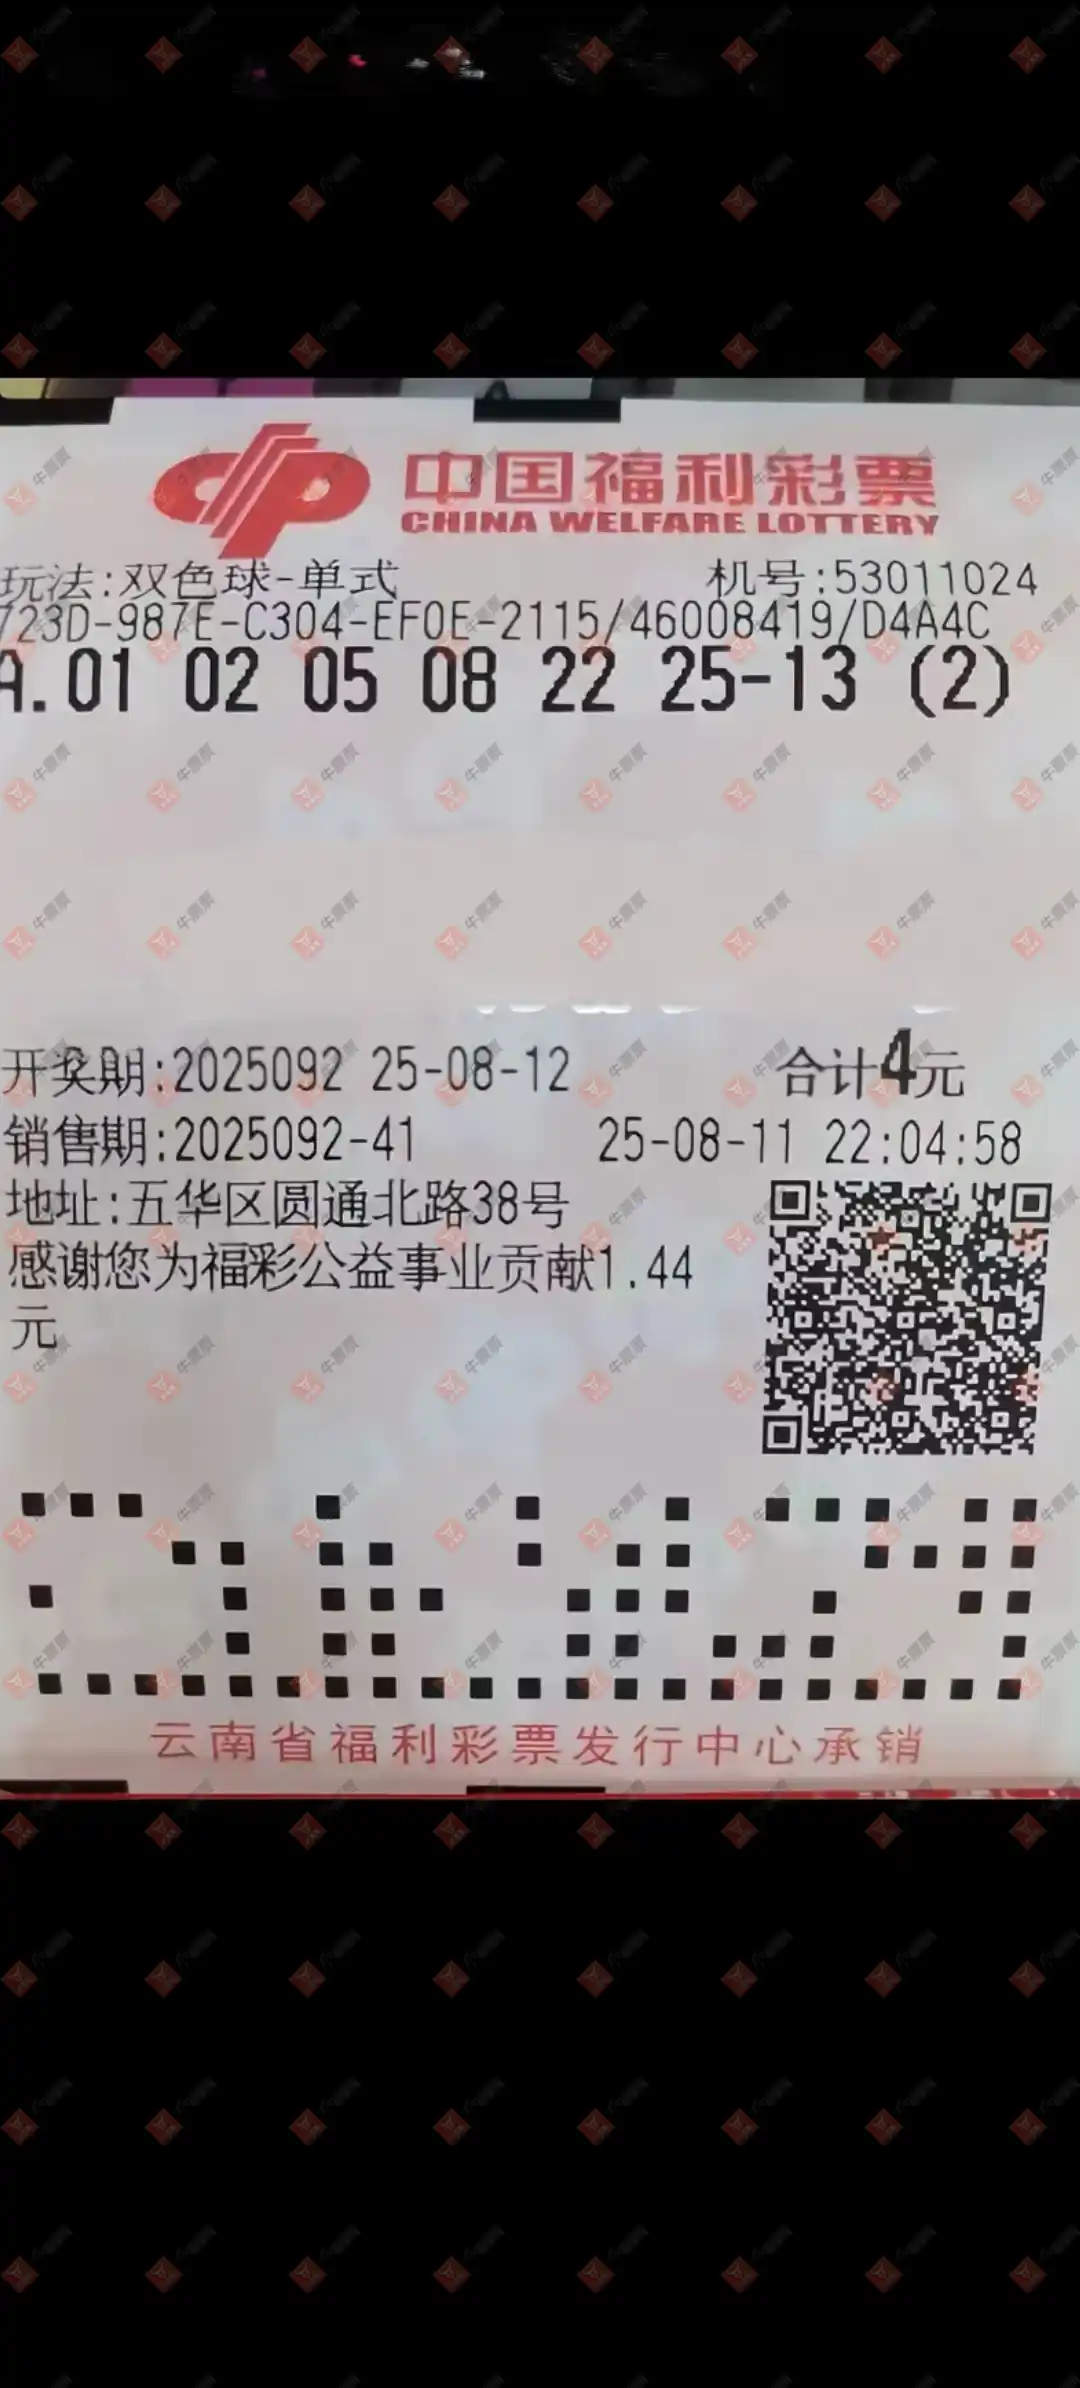 中国福利彩票
CHINA WELFARE LOTTERY
玩法:双色球-单式 机号:53011024
723D-987E-C304-EF0E-2115/46008419/D4A4C
A.01 02 05 08 22 25-13 (2)
开奖期:2025092 25-08-12 合计4元
销售期:2025092-41 25-08-11 22:04:58
地址:五华区圆通北路38号
感谢您为福彩公益事业贡献1.44
元
云南省福利彩票发行中心承销
牛票票